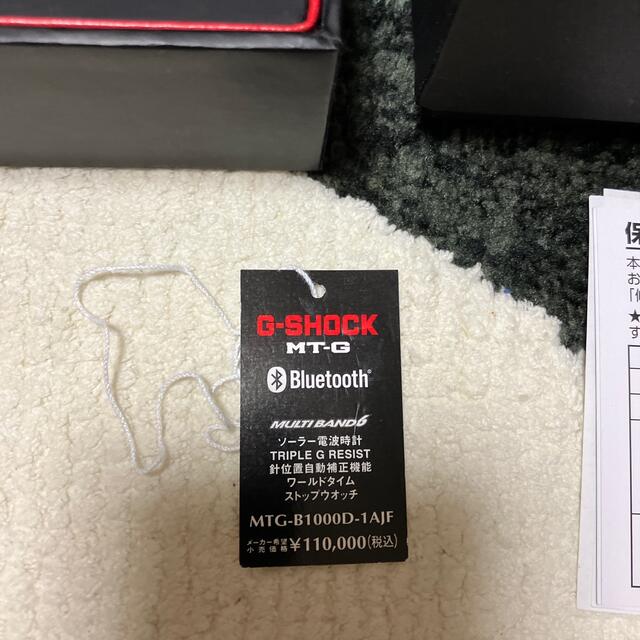 G-SHOCK
MT-G
Bluetooth®
MULTI BAND 6
ソーラー電波時計
TRIPLE G RESIST
針位置自動補正機能
ワールドタイム
ストップウオッチ
MTG-B1000D-1AJF
メーカー希望
小売価格 ¥110,000(税込)
保
本
お
★
す